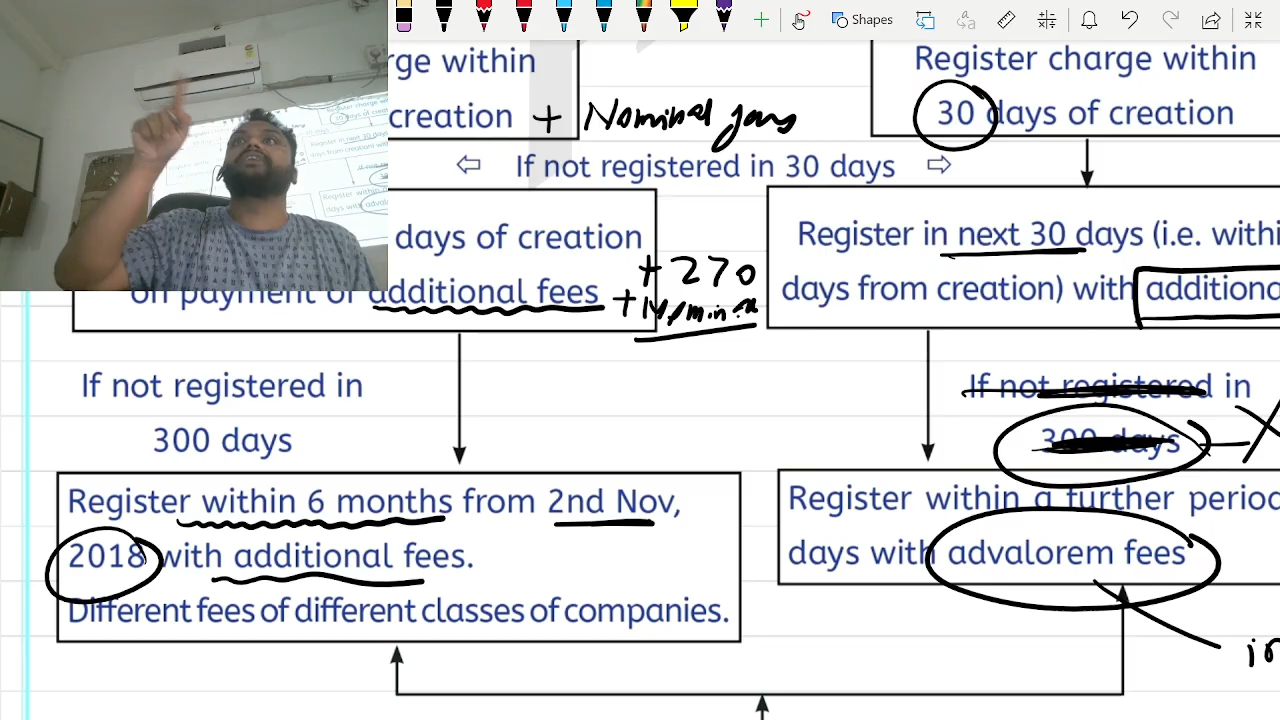 Shapes
rge within
creation + Nominal
Register charge within
30 days of creation
⇦ If not registered in 30 days ⇨
days of creation
on payment of additional fees
+ 270
+
Register in next 30 days (i.e. withi
days from creation) with additiona
If not registered in
300 days
If not registered in
300 days
Register within 6 months from 2nd Nov,
2018 with additional fees.
Different fees of different classes of companies.
Register within a further perio
days with advalorem fees